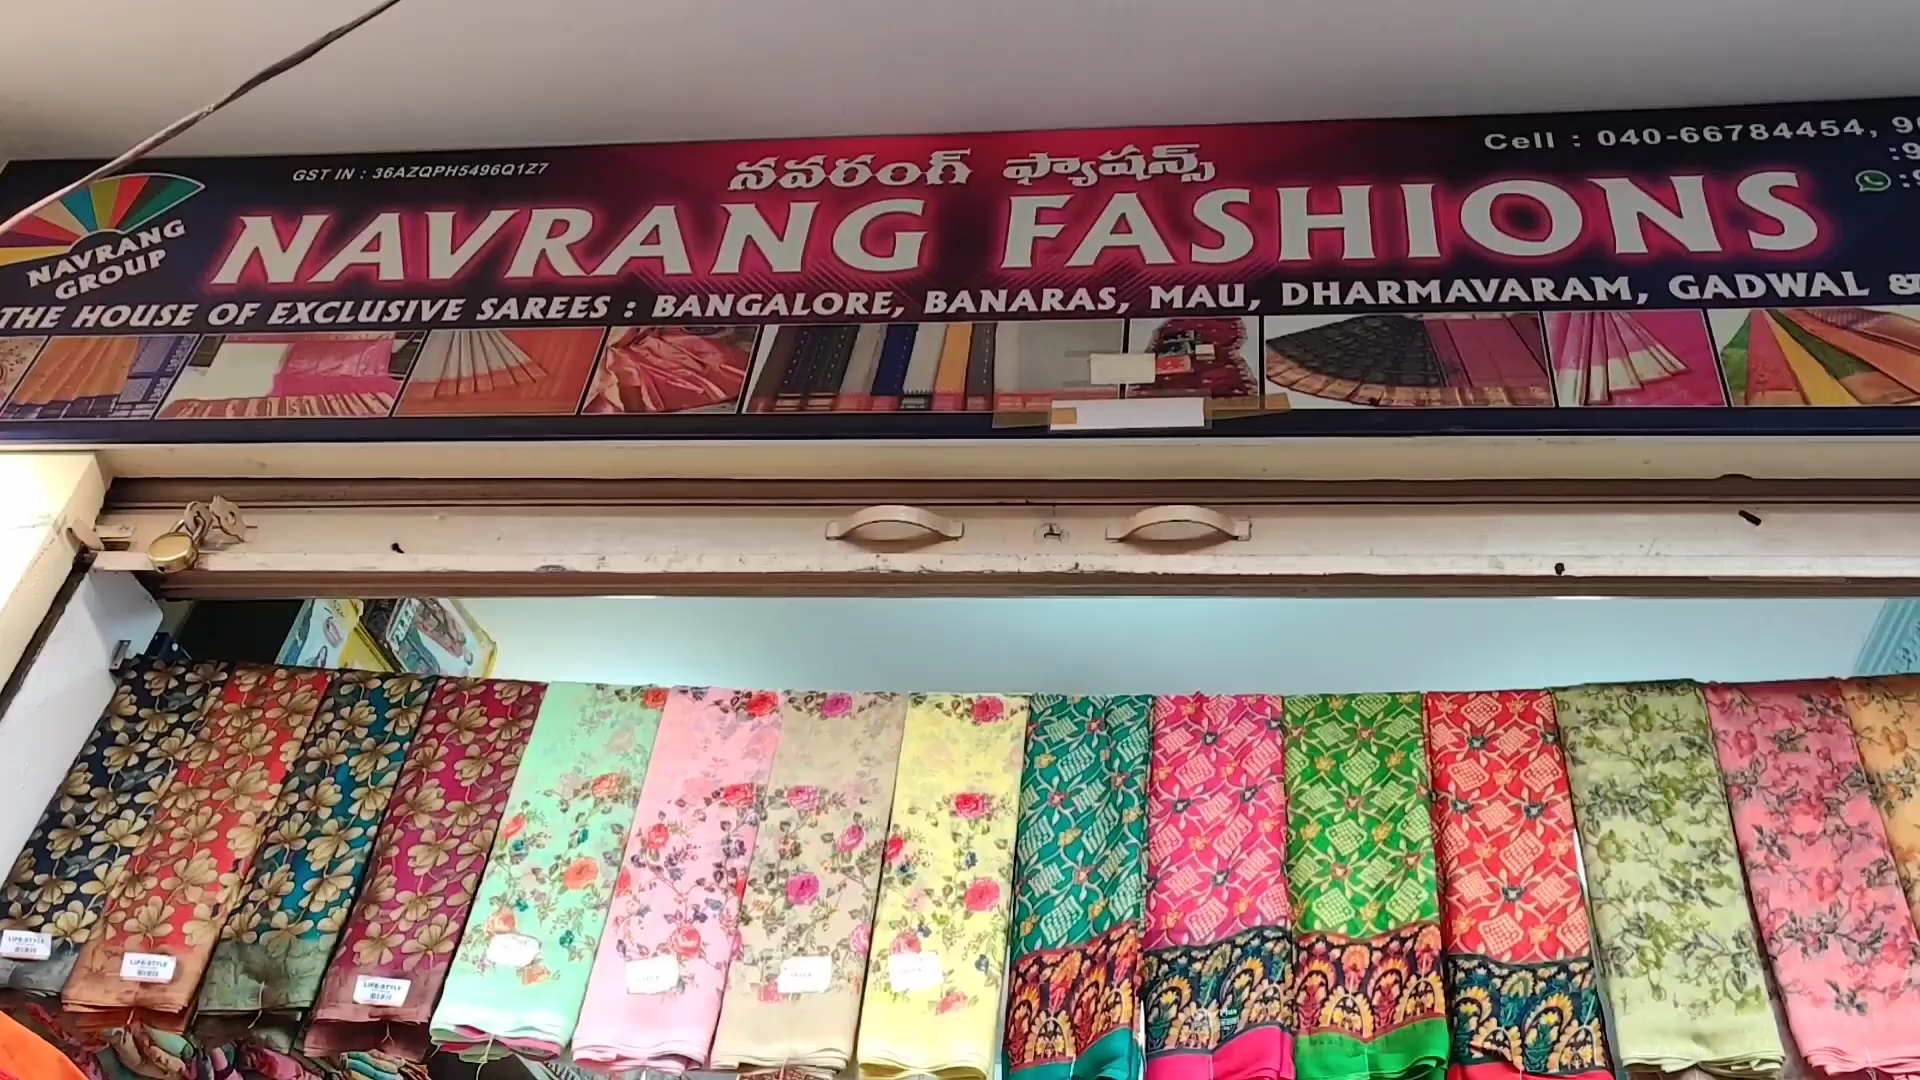 GST IN : 36AZQPH5496Q1Z7
నవరంగ్ ఫ్యాషన్స్
Cell : 040-66784454,
NAVRANG GROUP
NAVRANG FASHIONS
THE HOUSE OF EXCLUSIVE SAREES : BANGALORE, BANARAS, MAU, DHARMAVARAM, GADWAL &
LIFE-STYLE
LIFE-STYLE
LIFE-STYLE